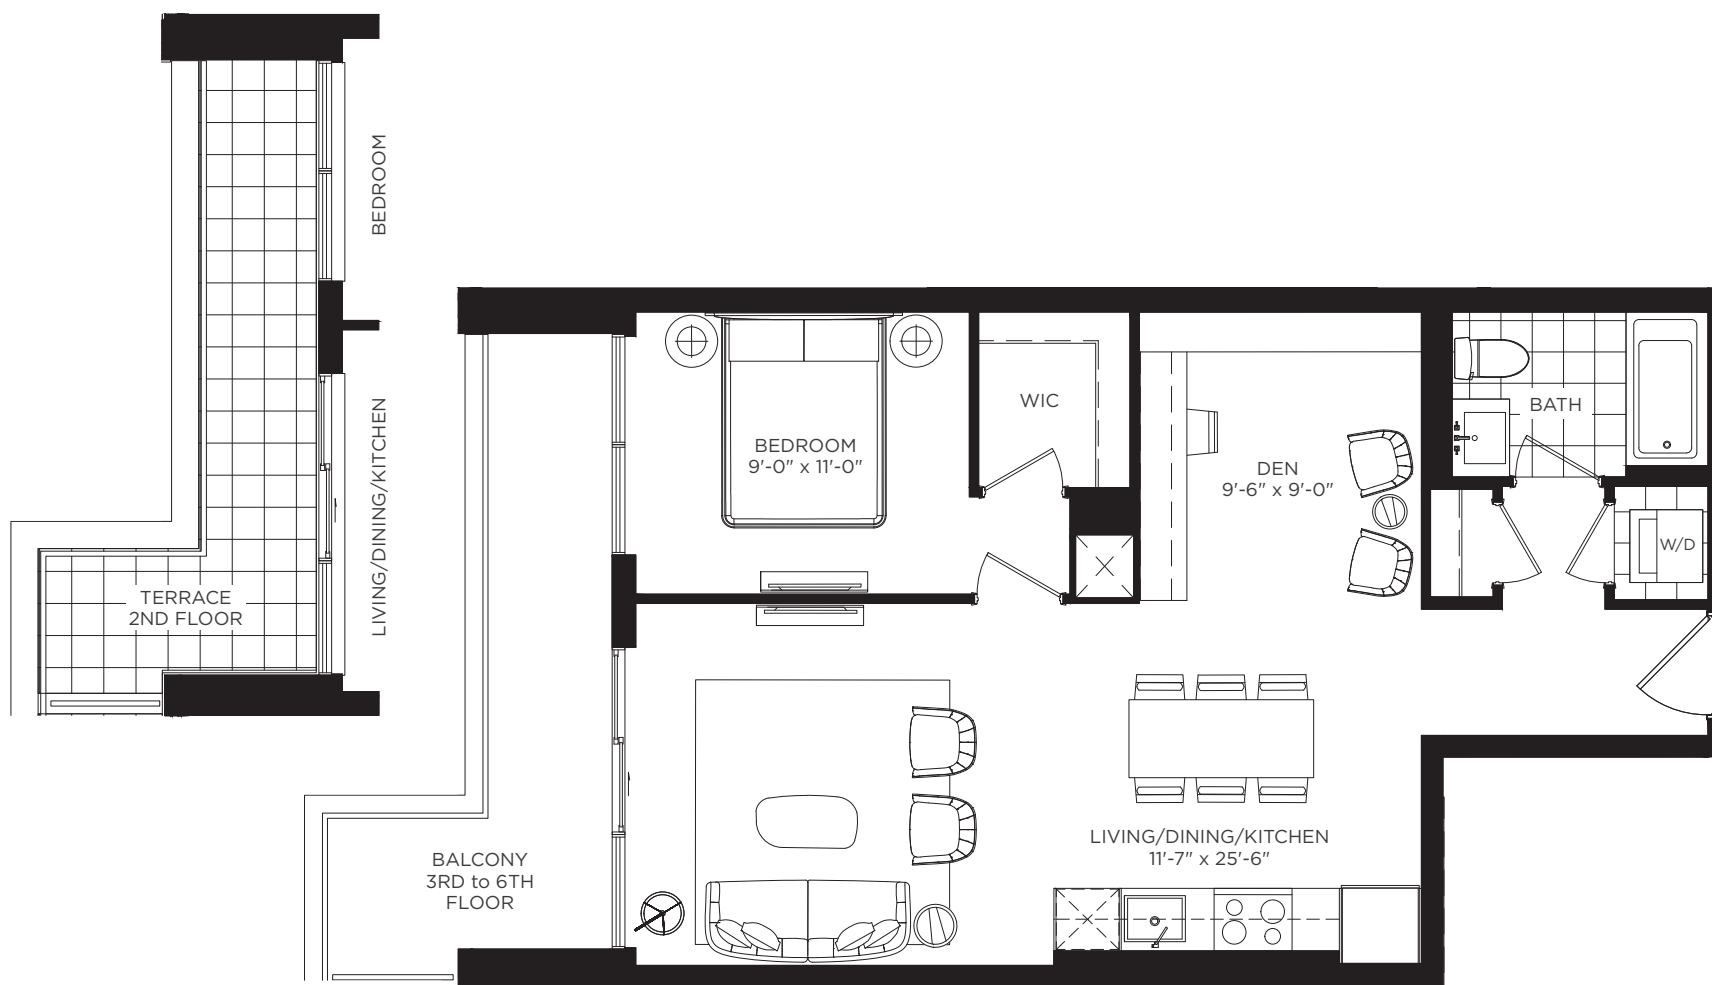 BEDROOM
LIVING/DINING/KITCHEN
TERRACE
2ND FLOOR
BEDROOM
9'-0" x 11'-0"
WIC
DEN
9'-6" x 9'-0"
BATH
W/D
LIVING/DINING/KITCHEN
11'-7" x 25'-6"
BALCONY
3RD to 6TH
FLOOR